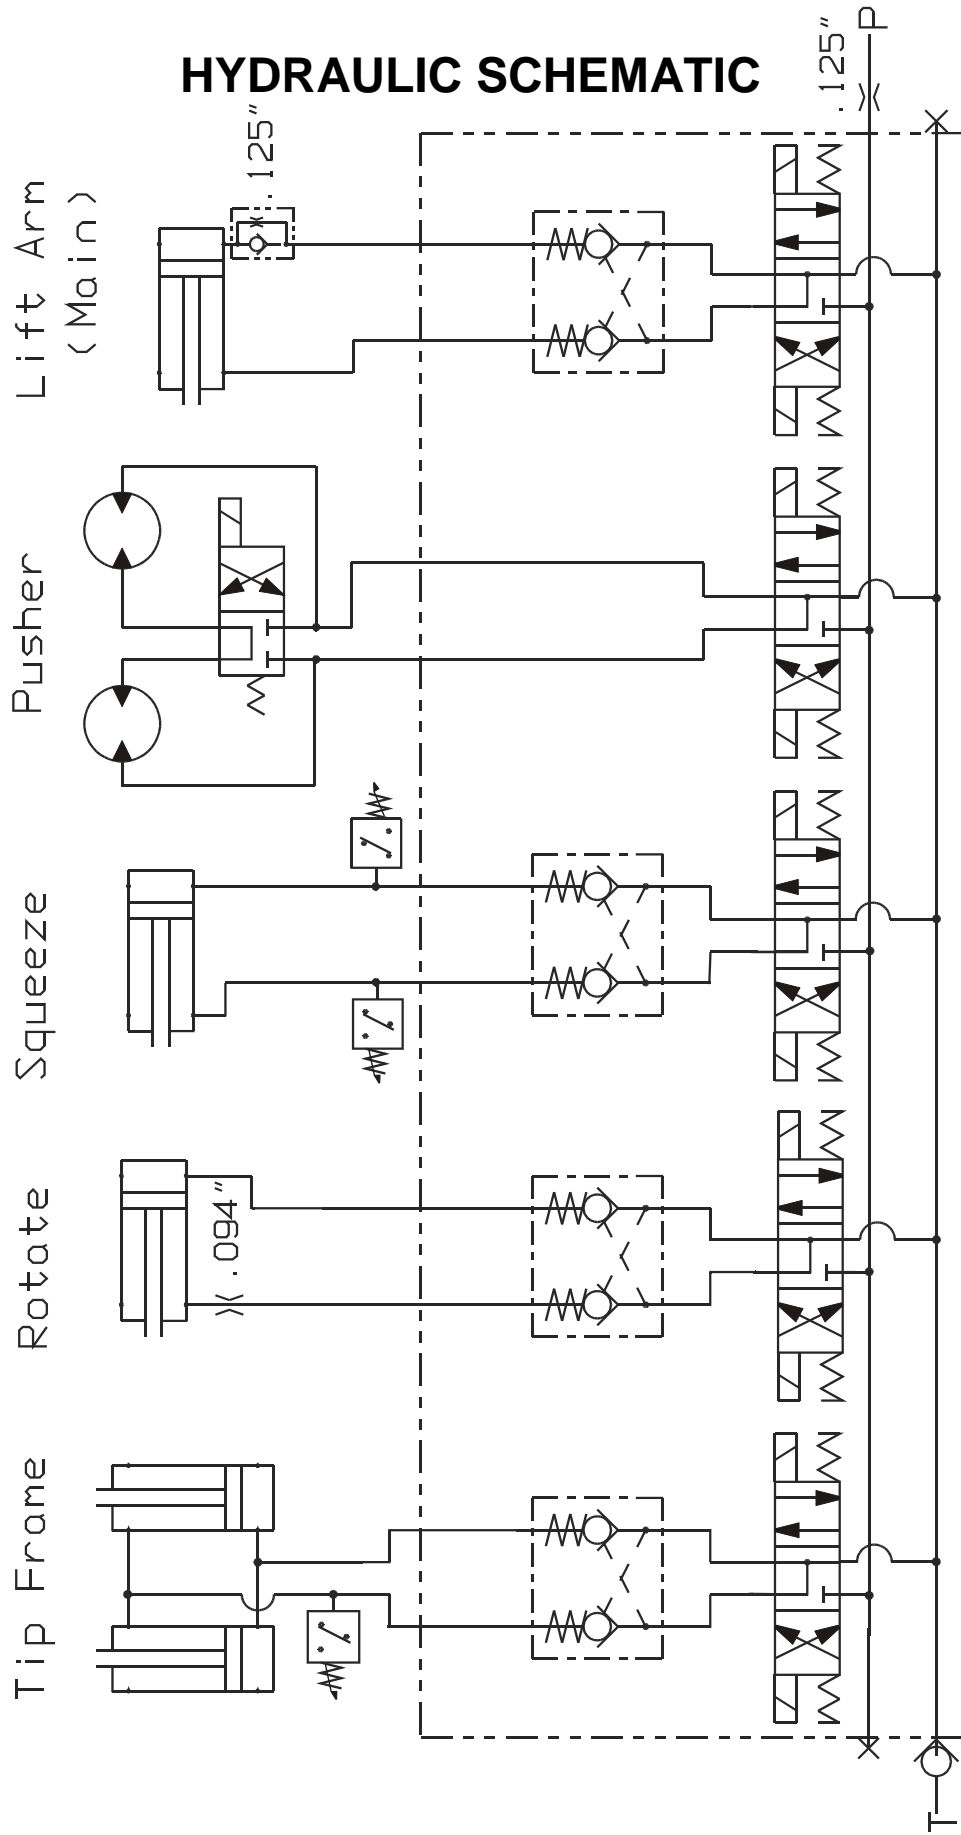 HYDRAULIC SCHEMATIC
P
.125"
.125"
Lift Arm
(Main)
Pusher
Squeeze
Rotate
.094"
Tip Frame
T